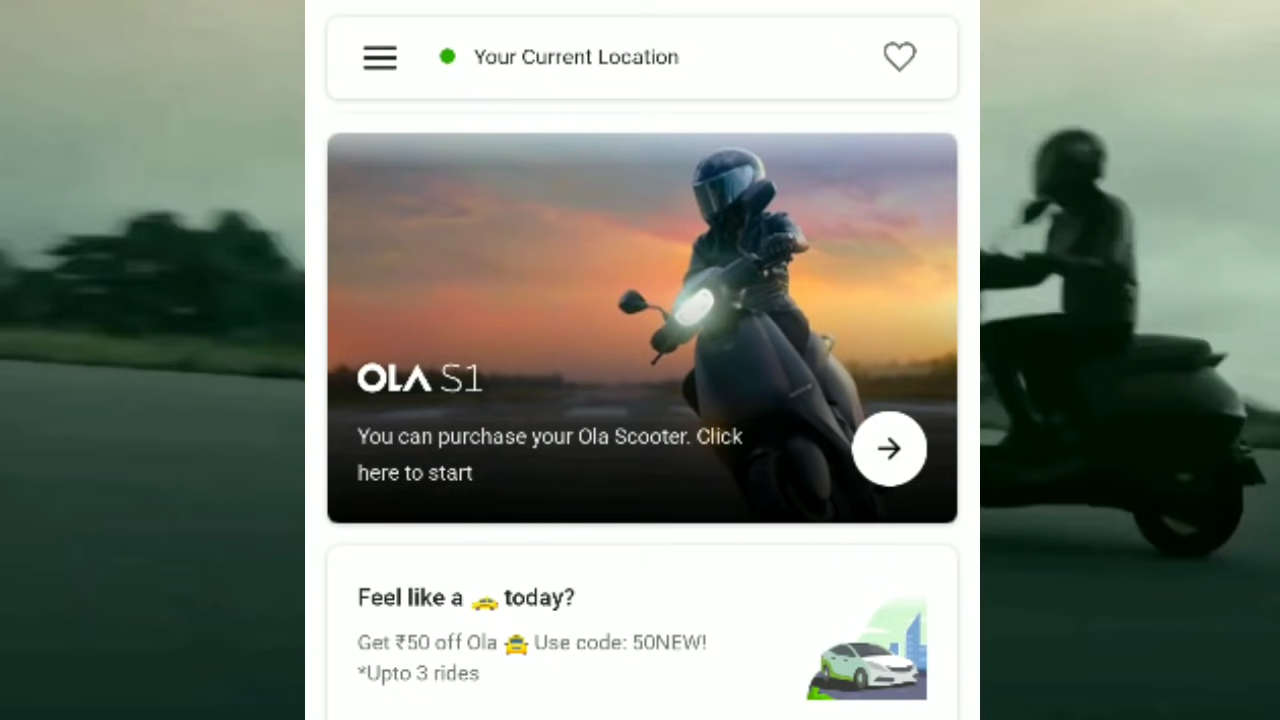 Your Current Location
OLA S1
You can purchase your Ola Scooter. Click
here to start
Feel like a 🚕 today?
Get ₹50 off Ola 🚖 Use code: 50NEW!
*Upto 3 rides